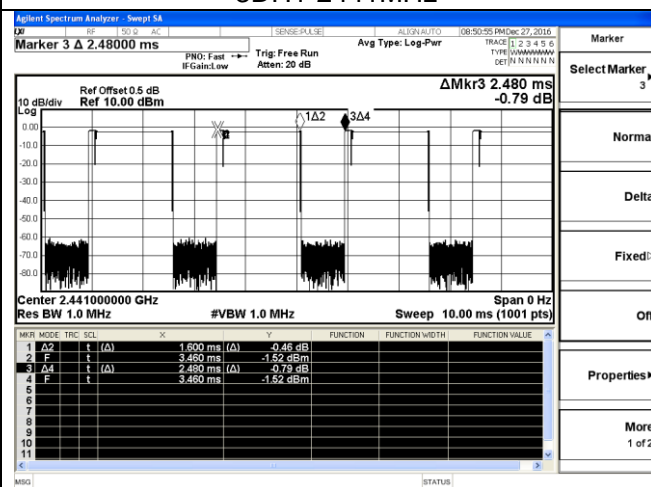 Agilent Spectrum Analyzer - Swept SA
RF 50 Ω AC SENSE:PULSE ALIGN AUTO 08:50:55 PM Dec 27, 2016
Marker 3 Δ 2.48000 ms
PNO: Fast
IFGain:Low
Trig: Free Run
Atten: 20 dB
Avg Type: Log-Pwr
TRACE 1 2 3 4 5 6
TYPE
DET N N N N N N
Ref Offset 0.5 dB
Ref 10.00 dBm
10 dB/div
Log
ΔMkr3 2.480 ms
-0.79 dB
1Δ2
3Δ4
0.00
-10.0
-20.0
-30.0
-40.0
-50.0
-60.0
-70.0
-80.0
Center 2.441000000 GHz
Span 0 Hz
Res BW 1.0 MHz #VBW 1.0 MHz Sweep 10.00 ms (1001 pts)
MKR MODE TRC SCL X Y FUNCTION FUNCTION WIDTH FUNCTION VALUE
1 Δ2 t (Δ) 1.600 ms (Δ) -0.46 dB
2 F t 3.460 ms -1.52 dBm
3 Δ4 t (Δ) 2.480 ms (Δ) -0.79 dB
4 F t 3.460 ms -1.52 dBm
5
6
7
8
9
10
11
MSG STATUS
Marker
Select Marker
3
Norma
Delta
Fixed
Off
Properties
More
1 of 2